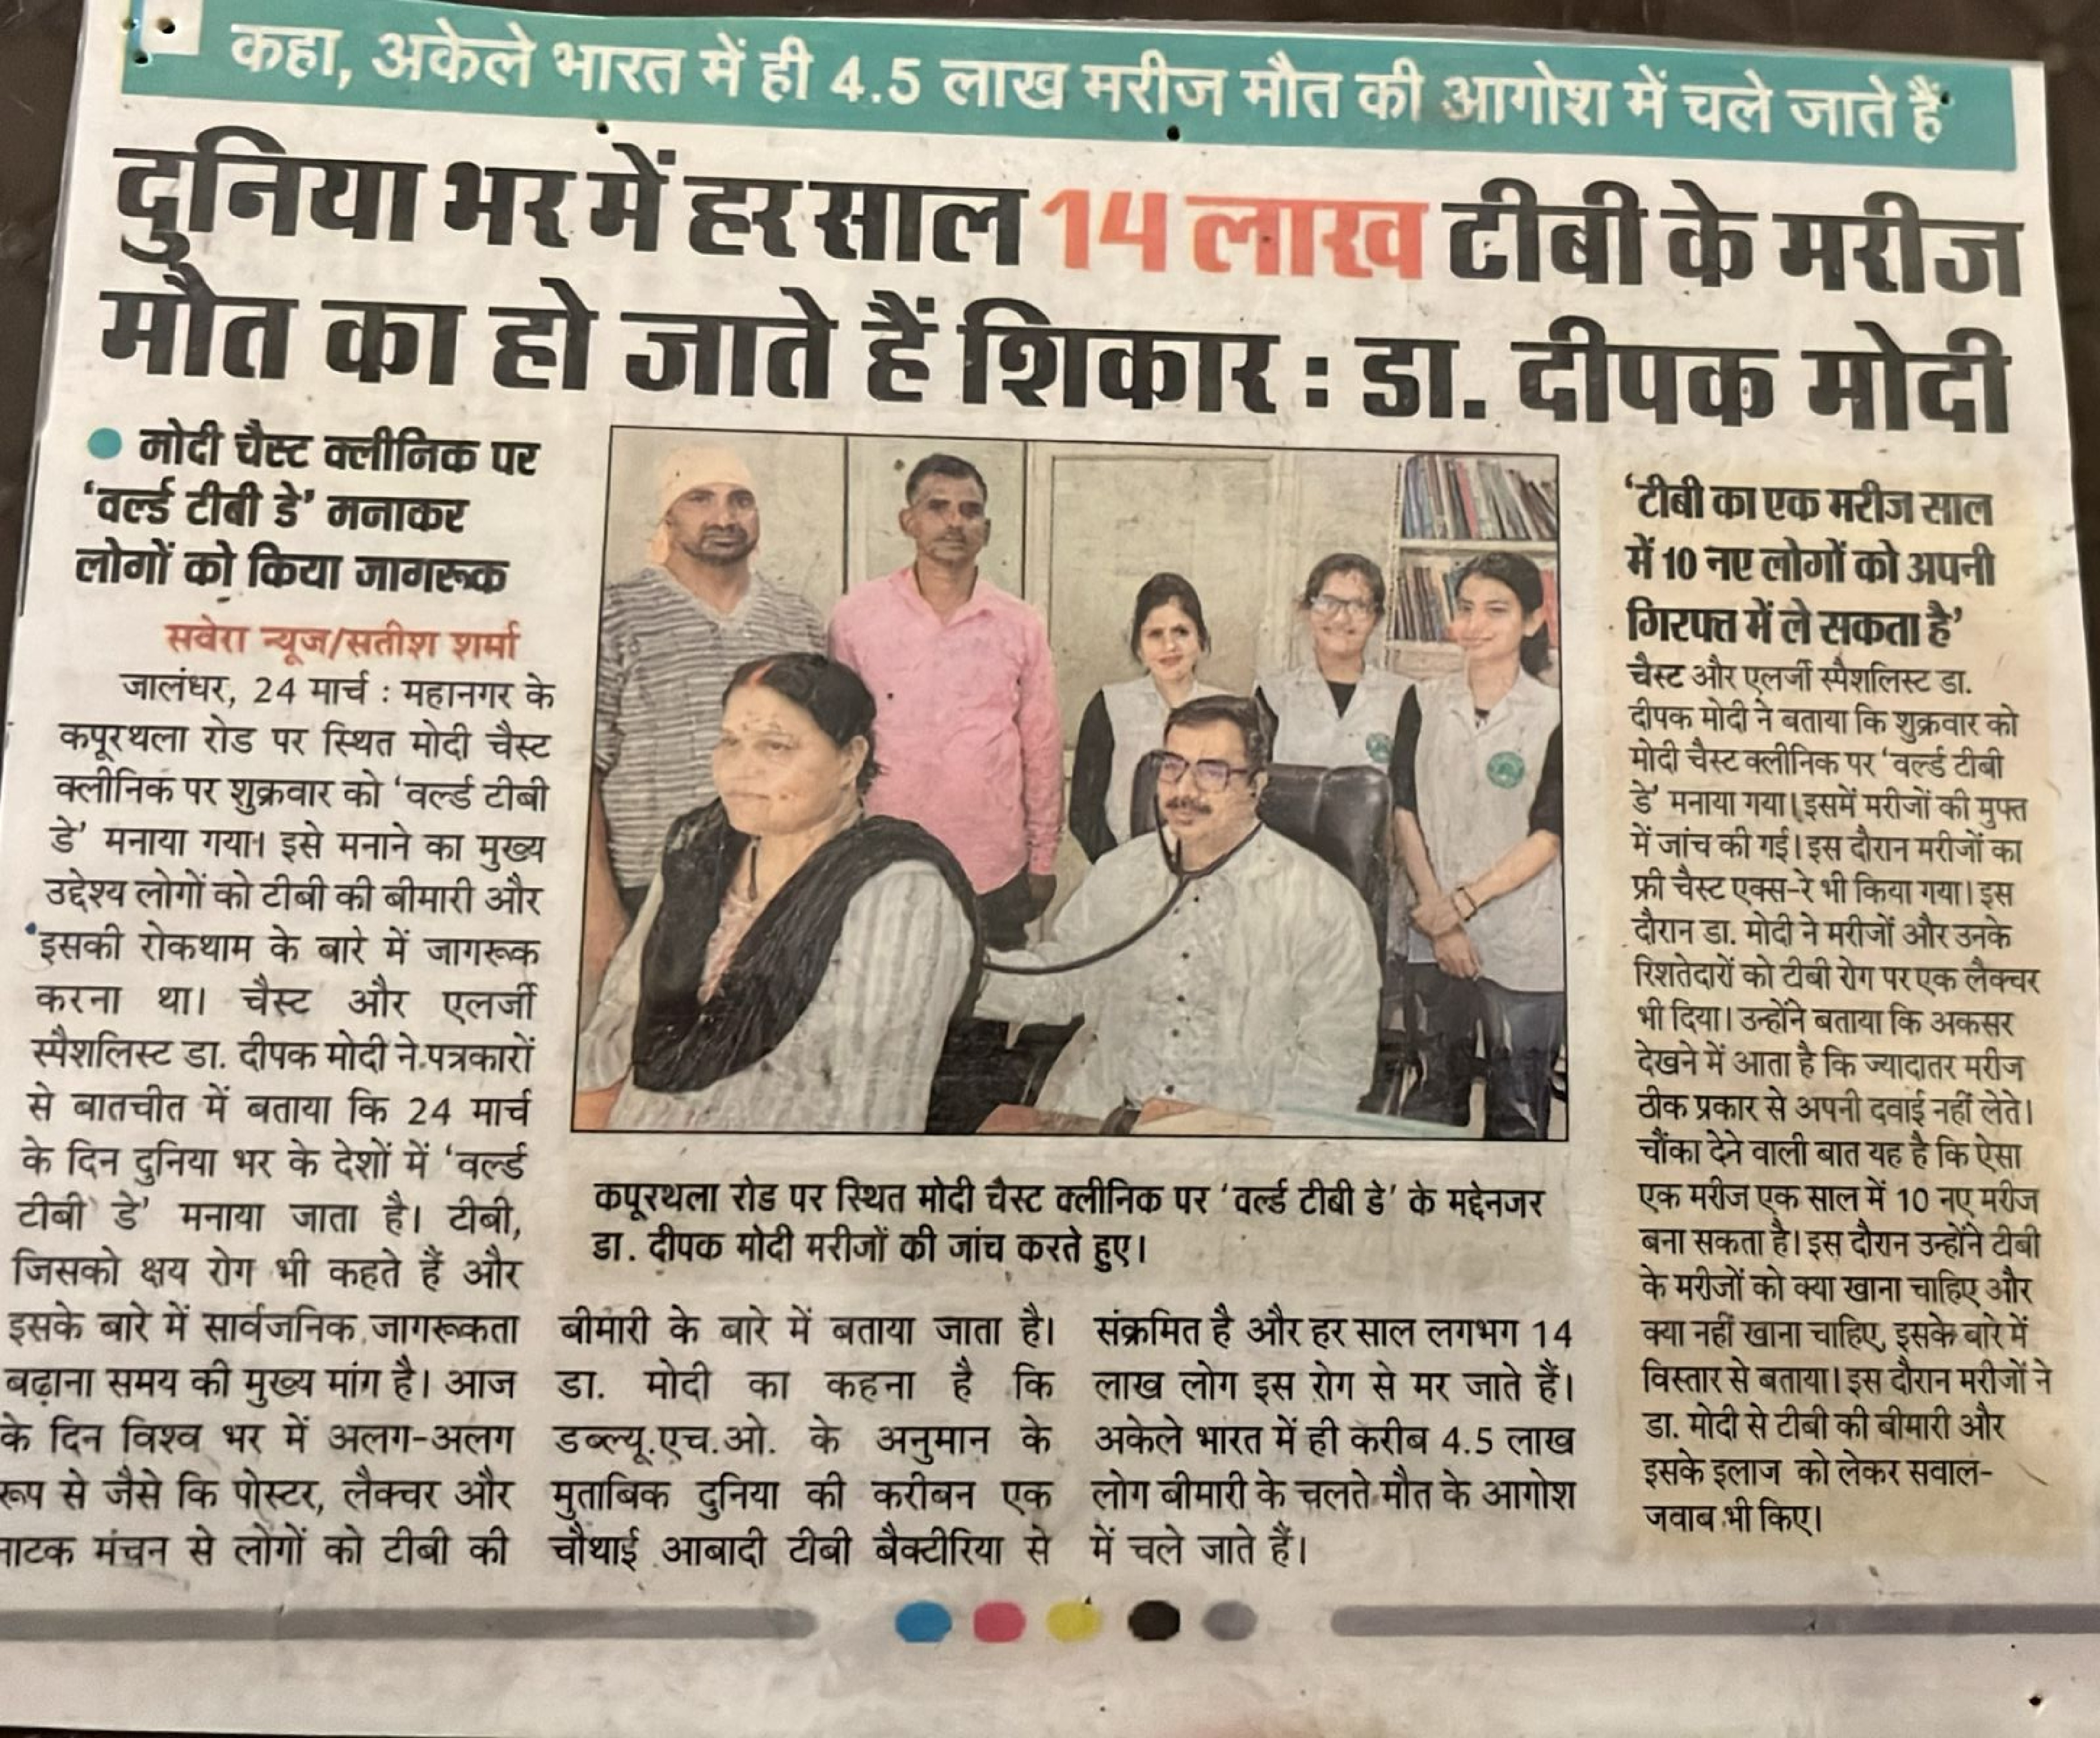 कहा, अकेले भारत में ही 4.5 लाख मरीज मौत की आगोश में चले जाते हैं
दुनिया भर में हर साल 14 लाख टीबी के मरीज
मौत का हो जाते हैं शिकार : डा. दीपक मोदी
● मोदी चैस्ट क्लीनिक पर
‘वर्ल्ड टीबी डे’ मनाकर
लोगों को किया जागरूक
सवेरा न्यूज/सतीश शर्मा
जालंधर, 24 मार्च : महानगर के
कपूरथला रोड पर स्थित मोदी चैस्ट
क्लीनिक पर शुक्रवार को ‘वर्ल्ड टीबी
डे’ मनाया गया। इसे मनाने का मुख्य
उद्देश्य लोगों को टीबी की बीमारी और
इसकी रोकथाम के बारे में जागरूक
करना था। चैस्ट और एलर्जी
स्पैशलिस्ट डा. दीपक मोदी ने पत्रकारों
से बातचीत में बताया कि 24 मार्च
के दिन दुनिया भर के देशों में ‘वर्ल्ड
टीबी डे’ मनाया जाता है। टीबी,
जिसको क्षय रोग भी कहते हैं और
इसके बारे में सार्वजनिक जागरूकता
बढ़ाना समय की मुख्य मांग है। आज
के दिन विश्व भर में अलग-अलग
रूप से जैसे कि पोस्टर, लैक्चर और
नाटक मंचन से लोगों को टीबी की
कपूरथला रोड पर स्थित मोदी चैस्ट क्लीनिक पर ‘वर्ल्ड टीबी डे’ के मद्देनजर
डा. दीपक मोदी मरीजों की जांच करते हुए।
बीमारी के बारे में बताया जाता है।
डा. मोदी का कहना है कि
डब्ल्यू.एच.ओ. के अनुमान के
मुताबिक दुनिया की करीबन एक
चौथाई आबादी टीबी बैक्टीरिया से
संक्रमित है और हर साल लगभग 14
लाख लोग इस रोग से मर जाते हैं।
अकेले भारत में ही करीब 4.5 लाख
लोग बीमारी के चलते मौत के आगोश
में चले जाते हैं।
‘टीबी का एक मरीज साल
में 10 नए लोगों को अपनी
गिरफ्त में ले सकता है’
चैस्ट और एलर्जी स्पैशलिस्ट डा.
दीपक मोदी ने बताया कि शुक्रवार को
मोदी चैस्ट क्लीनिक पर ‘वर्ल्ड टीबी
डे’ मनाया गया। इसमें मरीजों की मुफ्त
में जांच की गई। इस दौरान मरीजों का
फ्री चैस्ट एक्स-रे भी किया गया। इस
दौरान डा. मोदी ने मरीजों और उनके
रिशतेदारों को टीबी रोग पर एक लैक्चर
भी दिया। उन्होंने बताया कि अकसर
देखने में आता है कि ज्यादातर मरीज
ठीक प्रकार से अपनी दवाई नहीं लेते।
चौंका देने वाली बात यह है कि ऐसा
एक मरीज एक साल में 10 नए मरीज
बना सकता है। इस दौरान उन्होंने टीबी
के मरीजों को क्या खाना चाहिए और
क्या नहीं खाना चाहिए, इसके बारे में
विस्तार से बताया। इस दौरान मरीजों ने
डा. मोदी से टीबी की बीमारी और
इसके इलाज को लेकर सवाल-
जवाब भी किए।